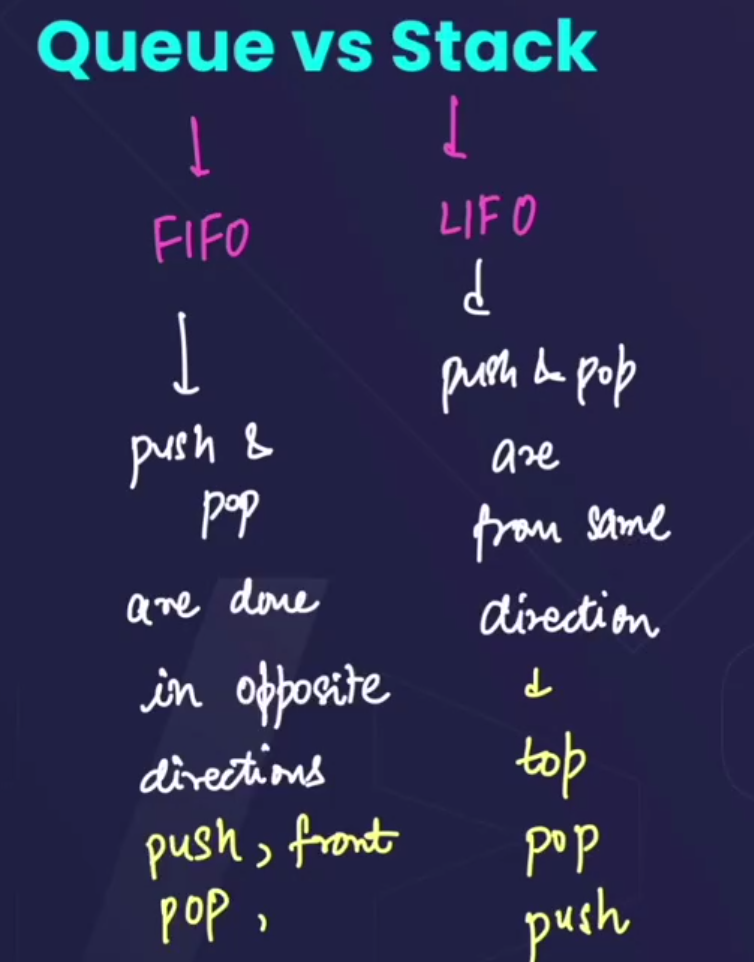 Queue vs Stack
FIFO
push &
pop
are done
in opposite
directions
push, front
pop,
LIFO
push & pop
are
from same
direction
top
pop
push